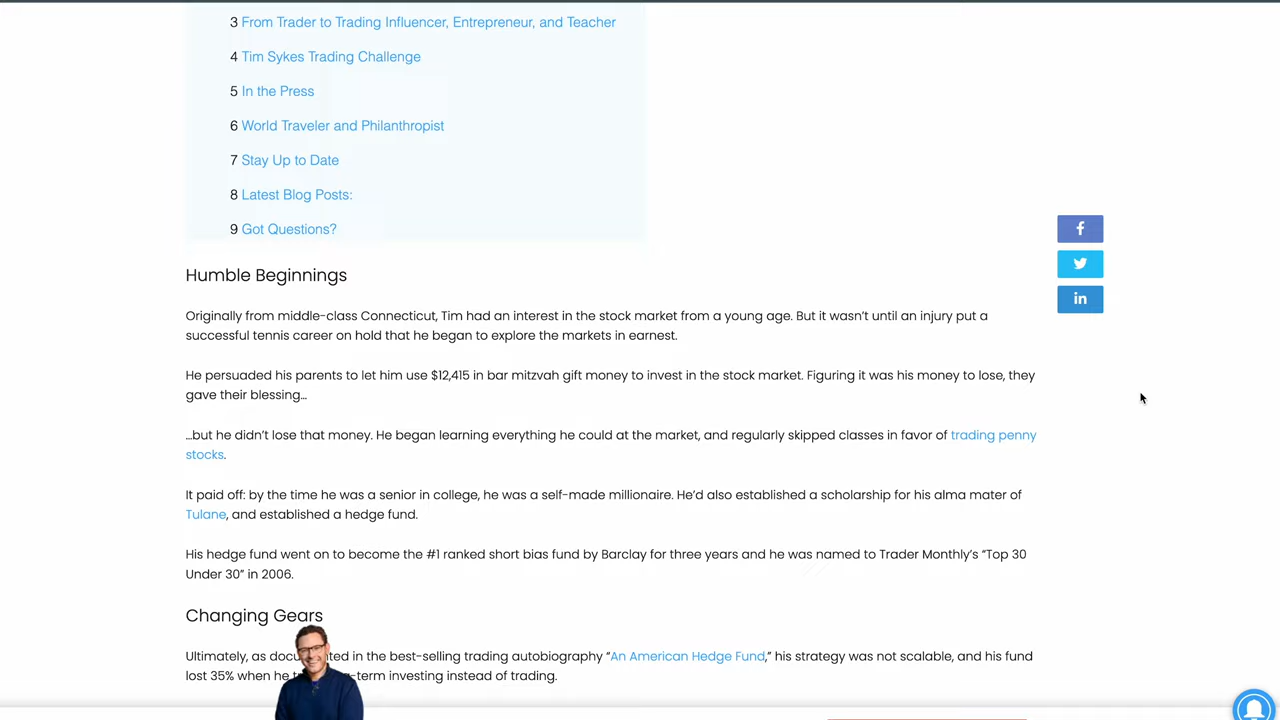 3 From Trader to Trading Influencer, Entrepreneur, and Teacher
4 Tim Sykes Trading Challenge
5 In the Press
6 World Traveler and Philanthropist
7 Stay Up to Date
8 Latest Blog Posts:
9 Got Questions?
Humble Beginnings
Originally from middle-class Connecticut, Tim had an interest in the stock market from a young age. But it wasn’t until an injury put a
successful tennis career on hold that he began to explore the markets in earnest.
He persuaded his parents to let him use $12,415 in bar mitzvah gift money to invest in the stock market. Figuring it was his money to lose, they
gave their blessing…
…but he didn’t lose that money. He began learning everything he could at the market, and regularly skipped classes in favor of trading penny
stocks.
It paid off: by the time he was a senior in college, he was a self-made millionaire. He’d also established a scholarship for his alma mater of
Tulane, and established a hedge fund.
His hedge fund went on to become the #1 ranked short bias fund by Barclay for three years and he was named to Trader Monthly’s “Top 30
Under 30” in 2006.
Changing Gears
Ultimately, as docu nted in the best-selling trading autobiography “An American Hedge Fund,” his strategy was not scalable, and his fund
lost 35% when he t -term investing instead of trading.